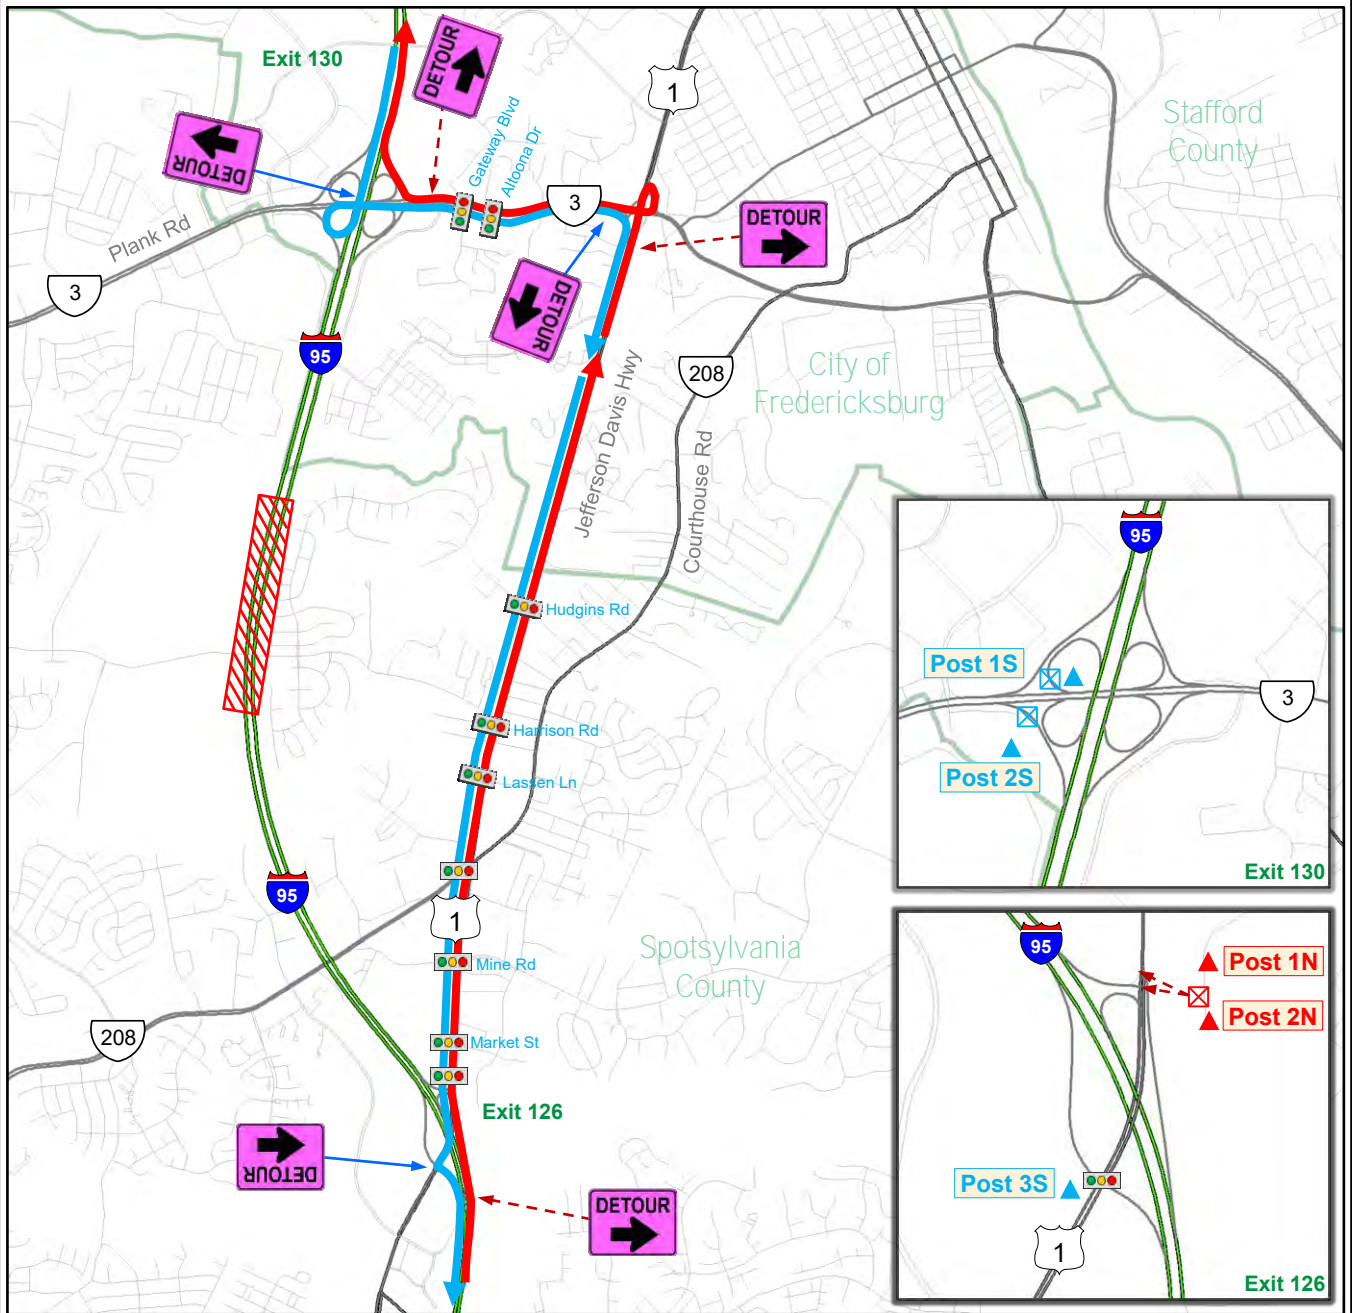 Exit 130
DETOUR
1
Stafford
County
Gateway Blvd
Altoona Dr
DETOUR
3
DETOUR
Plank Rd
3
DETOUR
95
Jefferson Davis Hwy
208
City of
Fredericksburg
Courthouse Rd
95
Hudgins Rd
Post 1S
3
Harrison Rd
Post 2S
Lassen Ln
Exit 130
95
1
Spotsylvania
County
Mine Rd
95
Post 1N
Post 2N
208
Market St
Exit 126
DETOUR
Post 3S
DETOUR
1
Exit 126